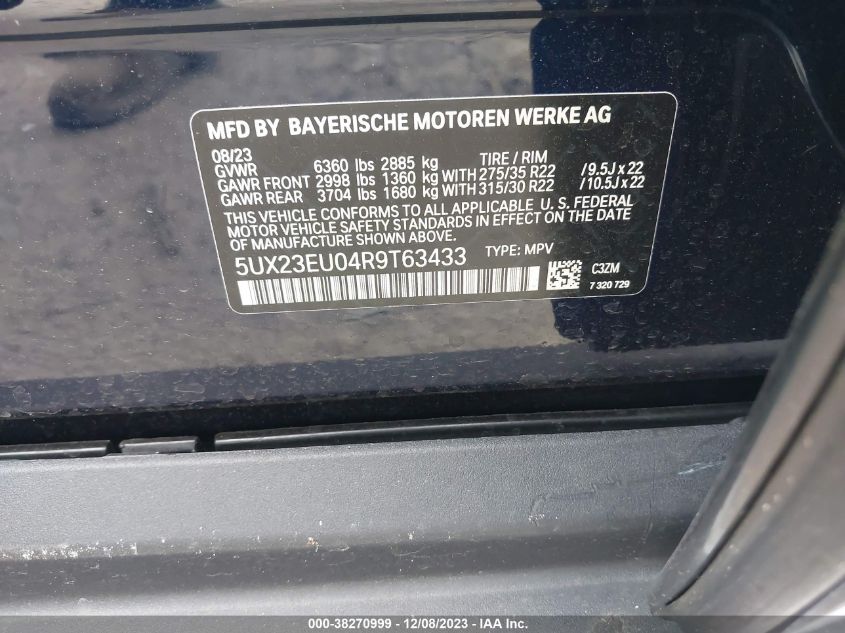 MFD BY BAYERISCHE MOTOREN WERKE AG
08/23
GVWR 6360 lbs 2885 kg TIRE / RIM
GAWR FRONT 2998 lbs 1360 kg WITH 275/35 R22 /9.5J x 22
GAWR REAR 3704 lbs 1680 kg WITH 315/30 R22 /10.5J x 22
THIS VEHICLE CONFORMS TO ALL APPLICABLE U. S. FEDERAL
MOTOR VEHICLE SAFETY STANDARDS IN EFFECT ON THE DATE
OF MANUFACTURE SHOWN ABOVE.
5UX23EU04R9T63433 TYPE: MPV
C3ZM
7 320 729
000-38270999 - 12/08/2023 - IAA Inc.